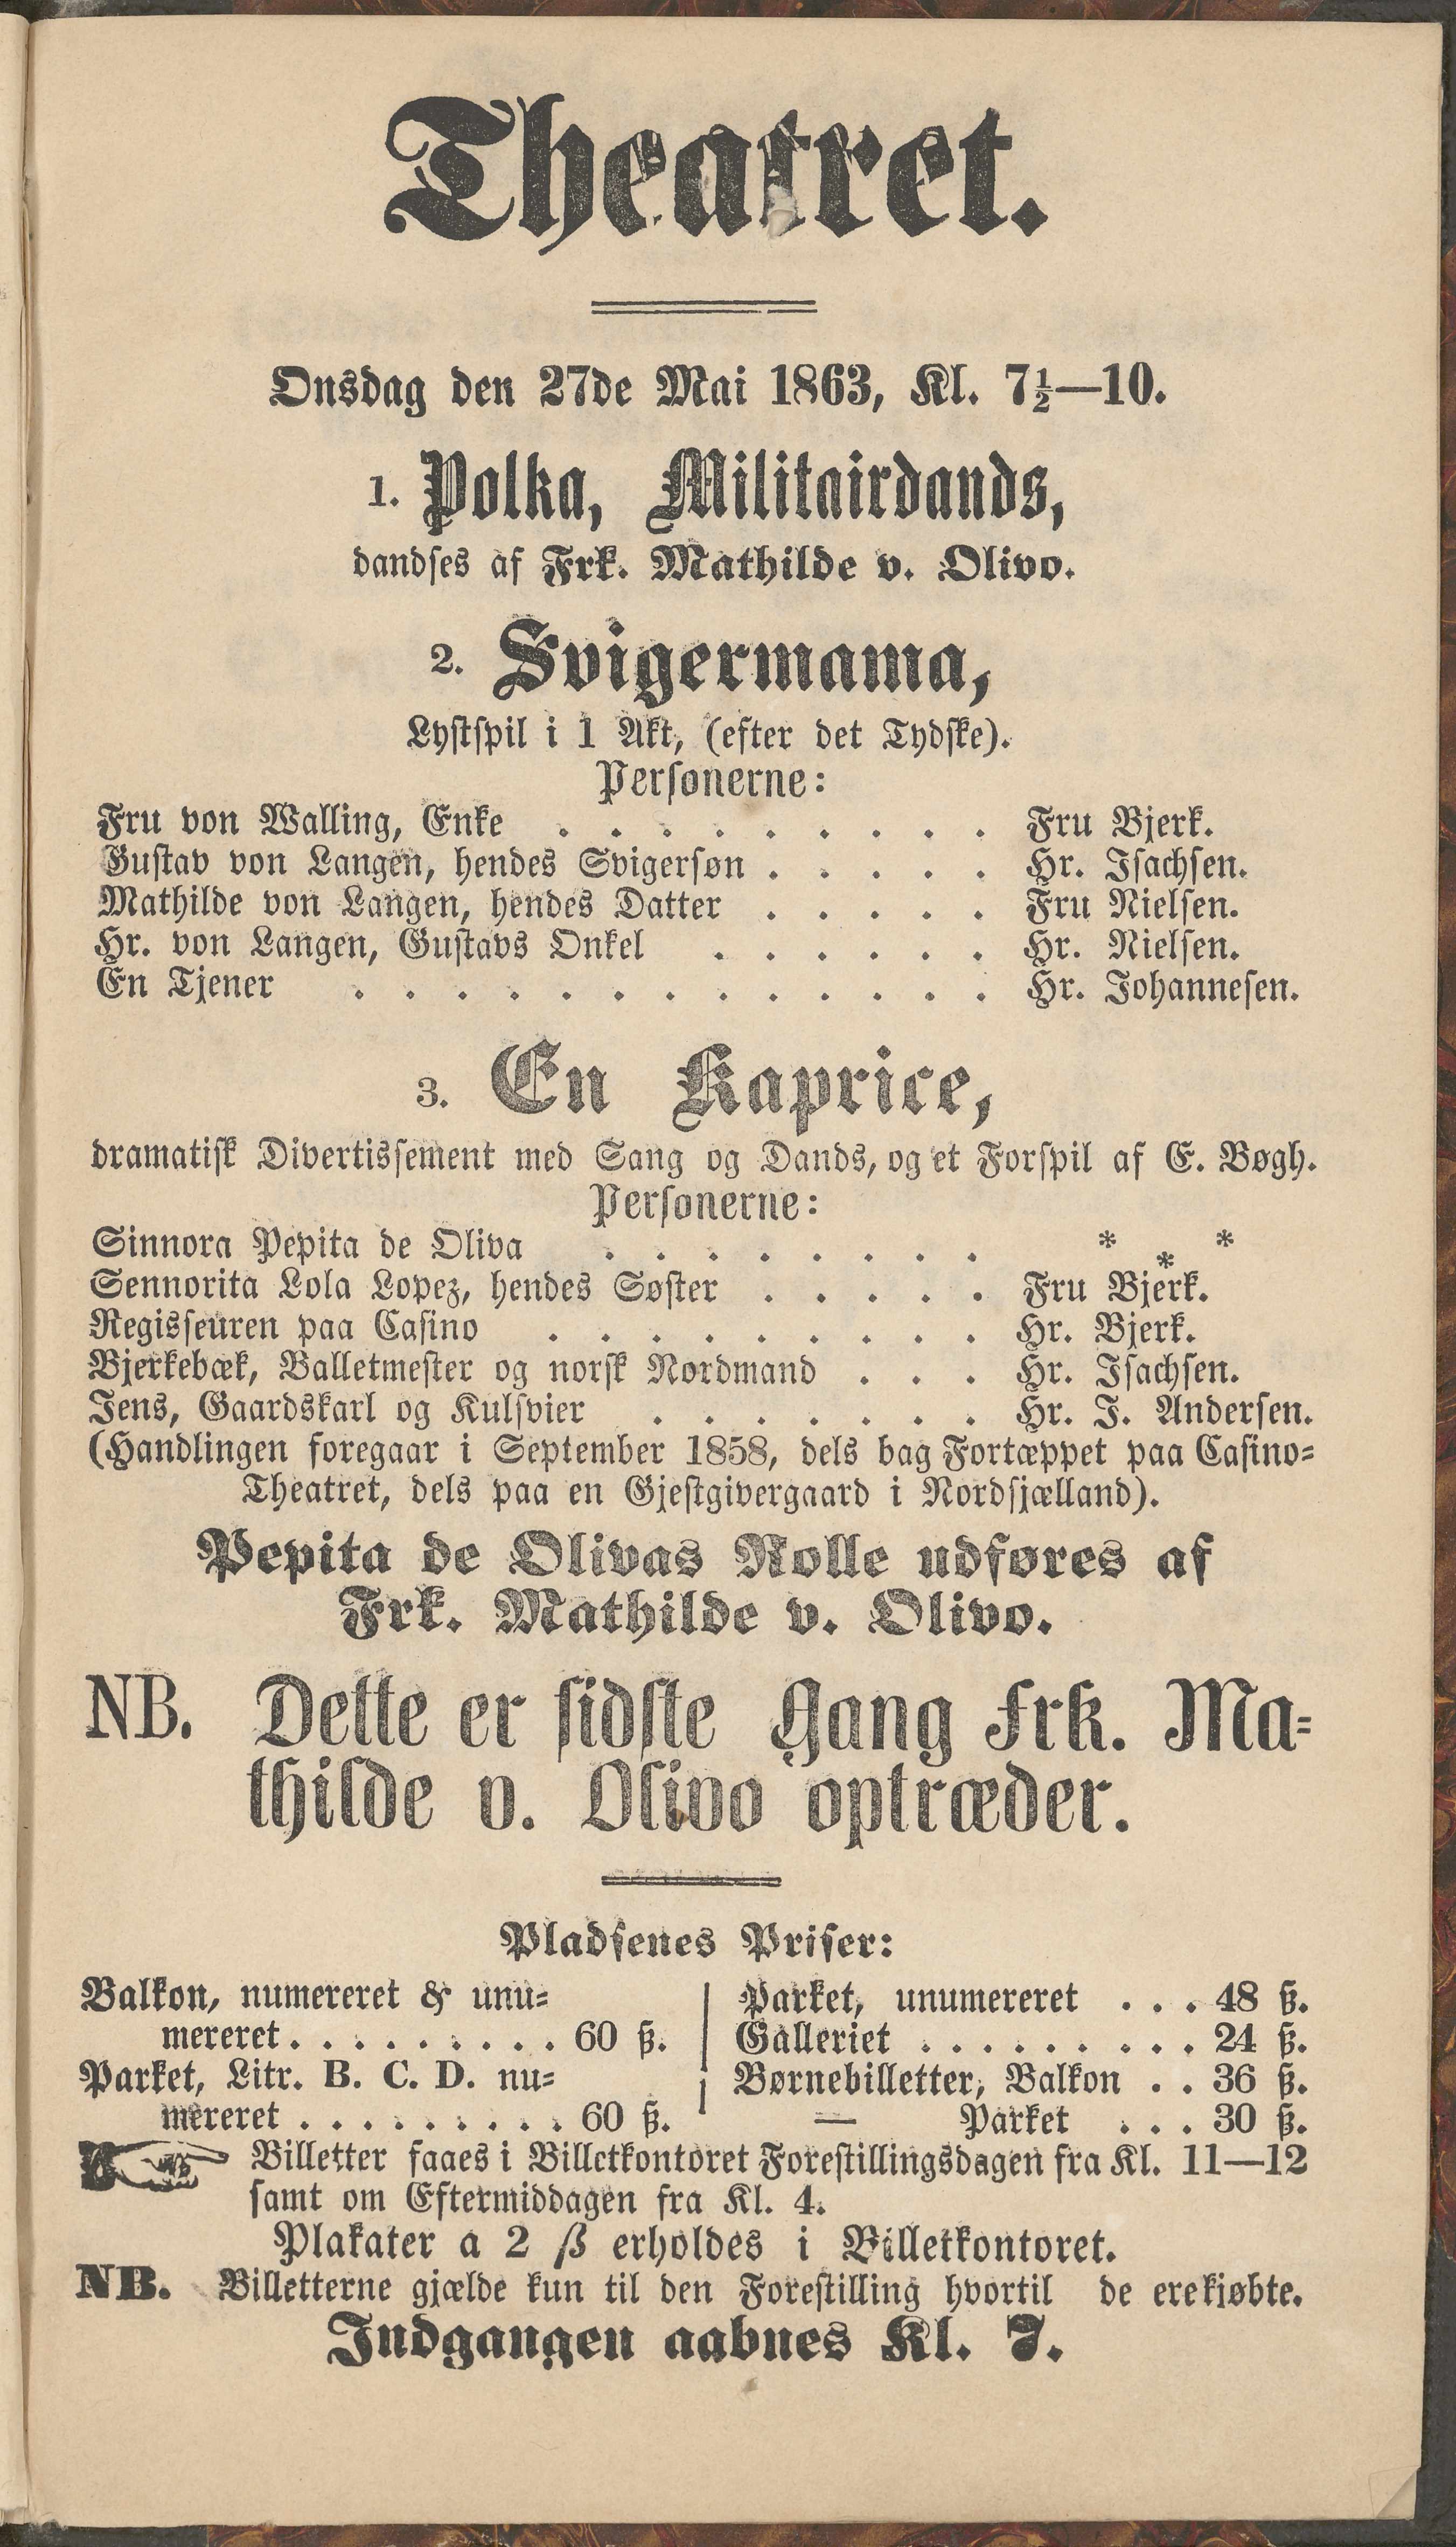 Theatret.
Onsdag den 27de Mai 1863, Kl. 7½—10.
1. Polka, Militairdands,
dandses af Frk. Mathilde v. Olivo.
2. Svigermama,
Lystspil i 1 Akt, (efter det Tydske).
Personerne:
Fru von Walling, Enke . . . . . . . . . Fru Bjerk.
Gustav von Langen, hendes Svigersøn . . . . . Hr. Isachsen.
Mathilde von Langen, hendes Datter . . . . . Fru Nielsen.
Hr. von Langen, Gustavs Onkel . . . . . . Hr. Nielsen.
En Tjener . . . . . . . . . . . . . Hr. Johannesen.
3. En Kaprice,
dramatisk Divertissement med Sang og Dands, og et Forspil af E. Bøgh.
Personerne:
Sinnora Pepita de Oliva . . . . . . . . * * *
Sennorita Lola Lopez, hendes Søster . . . . . Fru Bjerk.
Regisseuren paa Casino . . . . . . . . . Hr. Bjerk.
Bjerkebæk, Balletmester og norsk Nordmand . . . Hr. Isachsen.
Jens, Gaardskarl og Kulsvier . . . . . . . Hr. J. Andersen.
(Handlingen foregaar i September 1858, dels bag Fortæppet paa Casino-
Theatret, dels paa en Gjestgivergaard i Nordsjælland).
Pepita de Olivas Rolle udføres af
Frk. Mathilde v. Olivo.
NB. Dette er sidste Gang Frk. Ma-
thilde v. Olivo optræder.
Pladsenes Priser:
Balkon, numereret & unu-
mereret . . . . . . . . . 60 ß.
Parket, Litr. B. C. D. nu-
mereret . . . . . . . . . 60 ß.
Parket, unumereret . . . 48 ß.
Galleriet . . . . . . . . . 24 ß.
Børnebilletter, Balkon . . 36 ß.
— Parket . . . 30 ß.
Billetter faaes i Billetkontoret Forestillingsdagen fra Kl. 11—12
samt om Eftermiddagen fra Kl. 4.
Plakater a 2 ß erholdes i Billetkontoret.
NB. Billetterne gjælde kun til den Forestilling hvortil de ere kjøbte.
Indgangen aabnes Kl. 7.